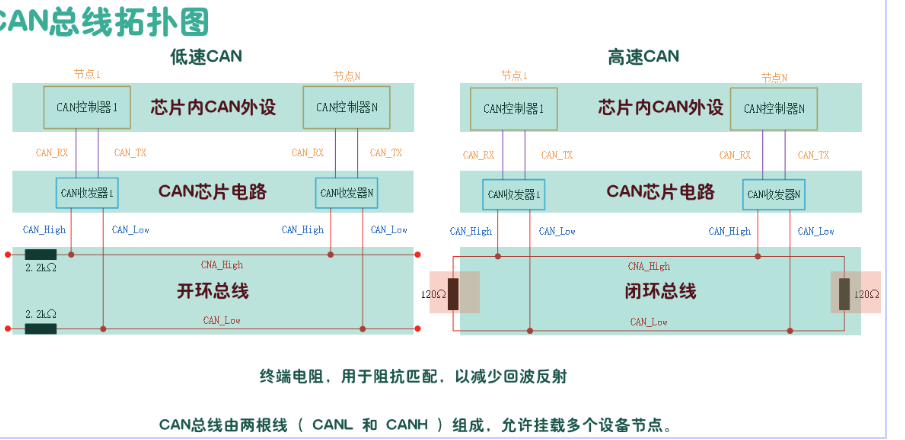 CAN总线拓扑图
低速CAN
高速CAN
节点1
节点N
节点1
节点N
CAN控制器1
芯片内CAN外设
CAN控制器N
CAN控制器1
芯片内CAN外设
CAN控制器N
CAN_RX
CAN_TX
CAN_RX
CAN_TX
CAN_RX
CAN_TX
CAN_RX
CAN_TX
CAN收发器1
CAN芯片电路
CAN收发器N
CAN收发器1
CAN芯片电路
CAN收发器N
CAN_High
CAN_Low
CAN_High
CAN_Low
CAN_High
CAN_Low
CAN_High
CAN_Low
2.2kΩ
CNA_High
CNA_High
开环总线
闭环总线
120Ω
120Ω
2.2kΩ
CAN_Low
CAN_Low
终端电阻，用于阻抗匹配，以减少回波反射
CAN总线由两根线（ CANL 和 CANH ）组成，允许挂载多个设备节点。